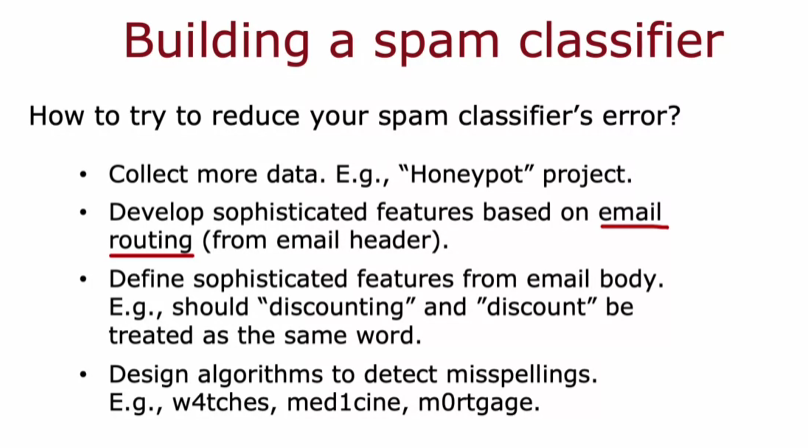 Building a spam classifier
How to try to reduce your spam classifier’s error?
• Collect more data. E.g., “Honeypot” project.
• Develop sophisticated features based on email
routing (from email header).
• Define sophisticated features from email body.
E.g., should “discounting” and ”discount” be
treated as the same word.
• Design algorithms to detect misspellings.
E.g., w4tches, med1cine, m0rtgage.